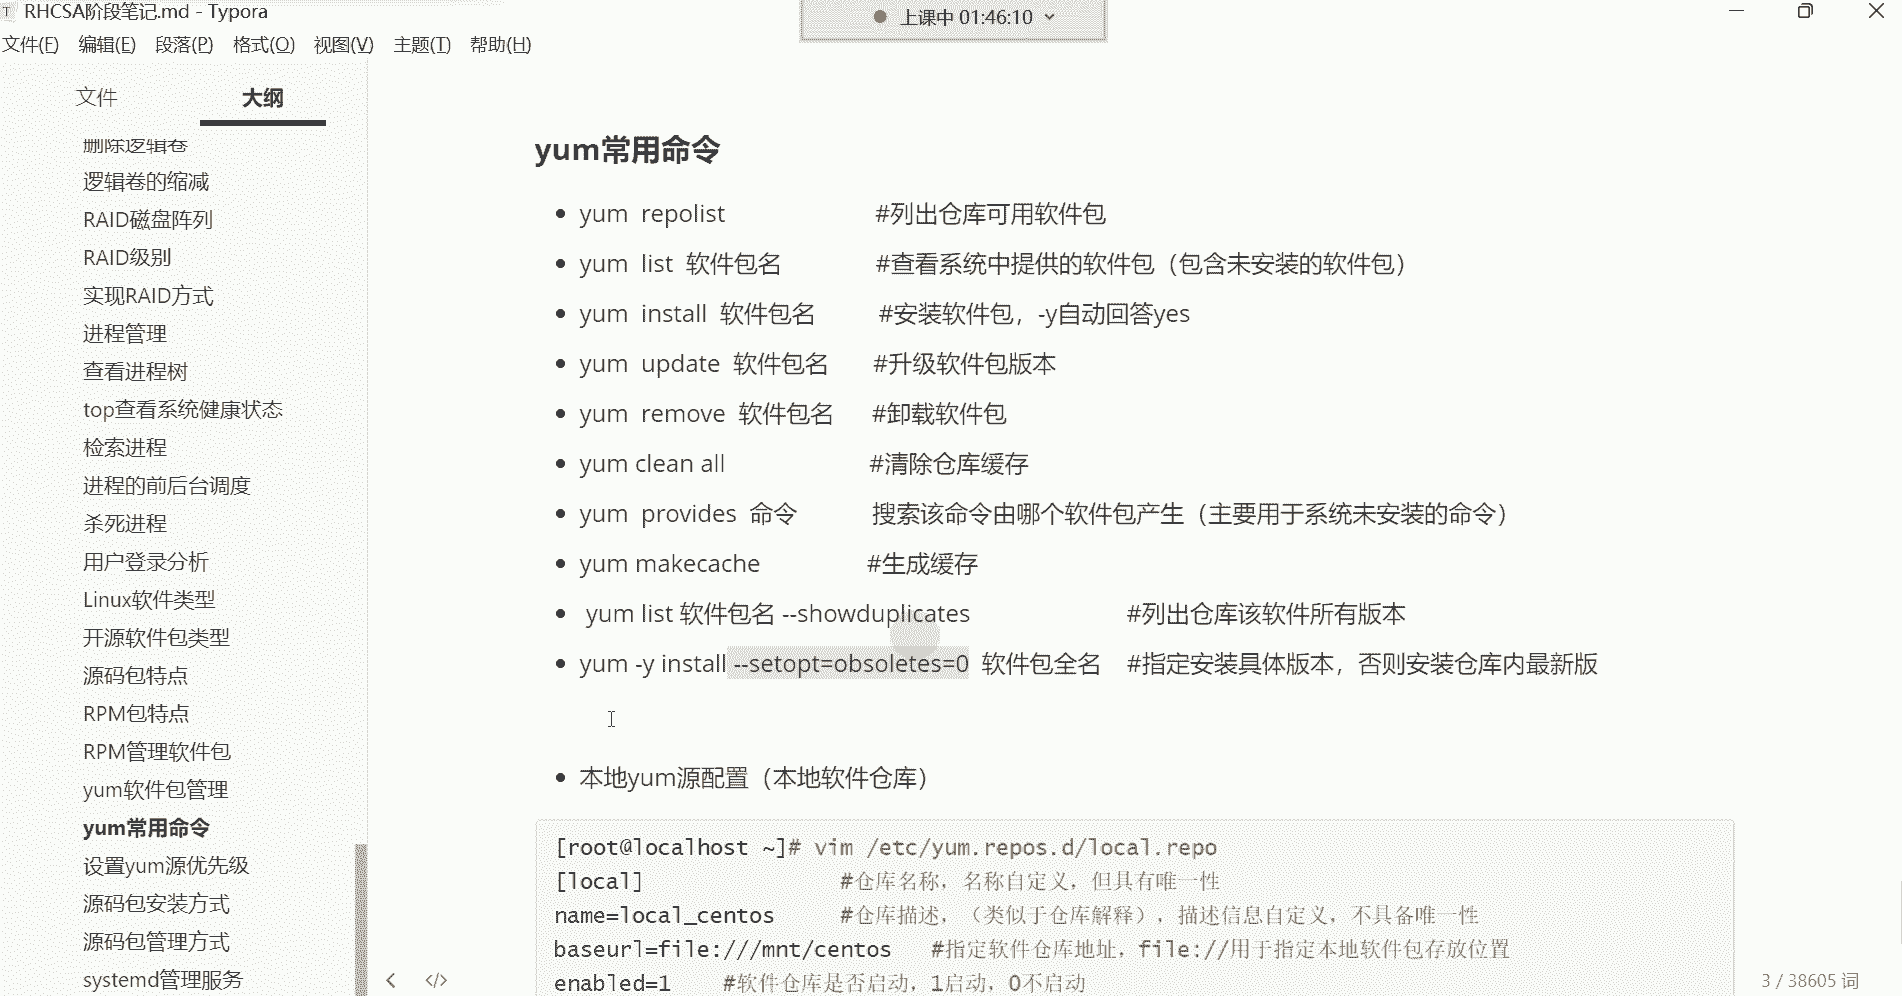 RHCSA阶段笔记.md - Typora
上课中 01:46:10
文件(F) 编辑(E) 段落(P) 格式(O) 视图(V) 主题(T) 帮助(H)
文件 大纲
删除逻辑卷
逻辑卷的缩减
RAID磁盘阵列
RAID级别
实现RAID方式
进程管理
查看进程树
top查看系统健康状态
检索进程
进程的前后台调度
杀死进程
用户登录分析
Linux软件类型
开源软件包类型
源码包特点
RPM包特点
RPM管理软件包
yum软件包管理
yum常用命令
设置yum源优先级
源码包安装方式
源码包管理方式
systemd管理服务
yum常用命令
yum repolist #列出仓库可用软件包
yum list 软件包名 #查看系统中提供的软件包（包含未安装的软件包）
yum install 软件包名 #安装软件包，-y自动回答yes
yum update 软件包名 #升级软件包版本
yum remove 软件包名 #卸载软件包
yum clean all #清除仓库缓存
yum provides 命令 搜索该命令由哪个软件包产生（主要用于系统未安装的命令）
yum makecache #生成缓存
yum list 软件包名 --showduplicates #列出仓库该软件所有版本
yum -y install --setopt=obsoletes=0 软件包全名 #指定安装具体版本，否则安装仓库内最新版
本地yum源配置（本地软件仓库）
[root@localhost ~]# vim /etc/yum.repos.d/local.repo
[local] #仓库名称，名称自定义，但具有唯一性
name=local_centos #仓库描述，（类似于仓库解释），描述信息自定义，不具备唯一性
baseurl=file:///mnt/centos #指定软件仓库地址，file://用于指定本地软件包存放位置
enabled=1 #软件仓库是否启动，1启动，0不启动
3 / 38605 词